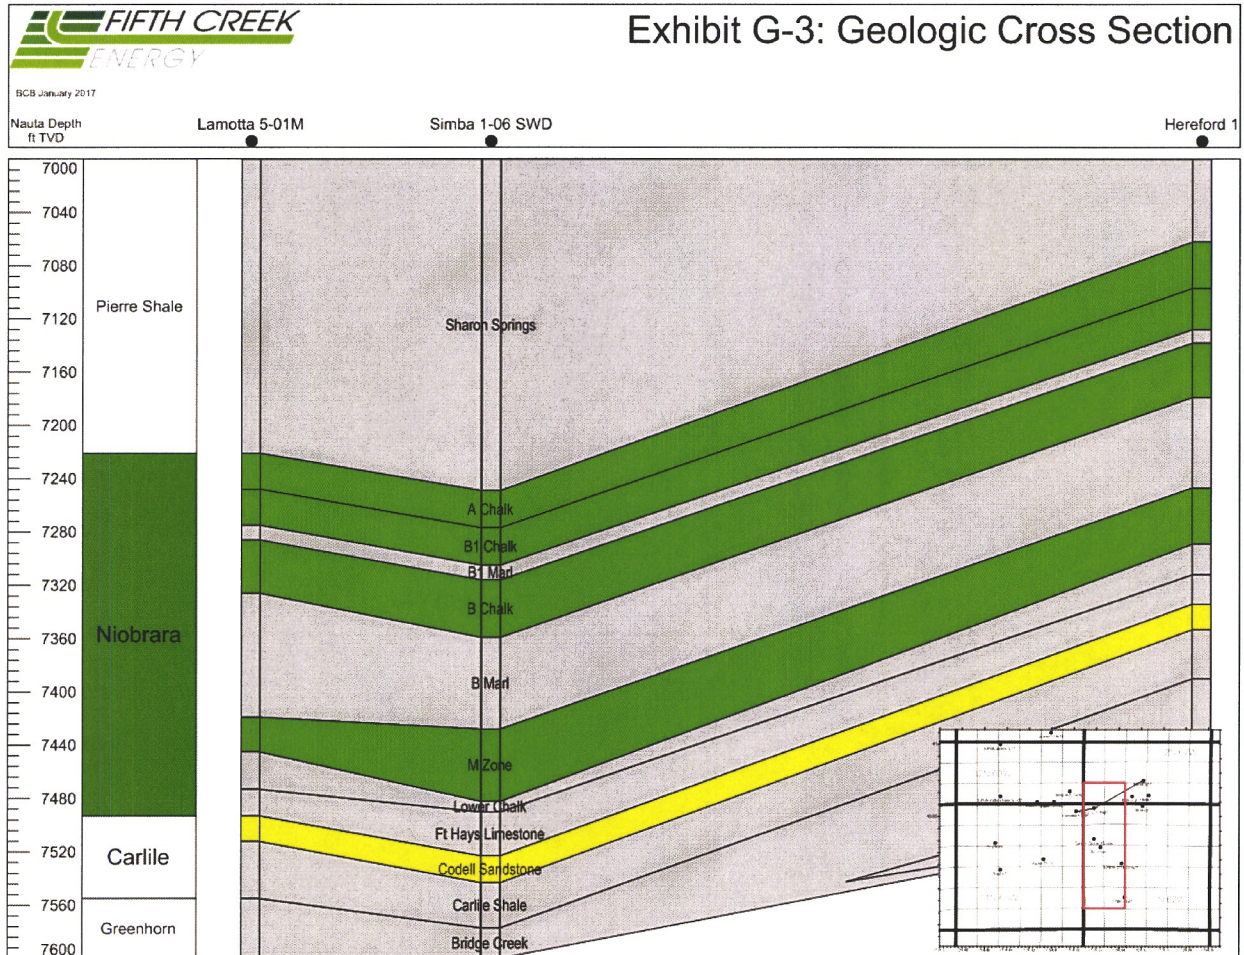 FIFTH CREEK
ENERGY
Exhibit G-3: Geologic Cross Section
BCB January 2017
Nauta Depth
ft TVD
Lamotta 5-01M
Simba 1-06 SWD
Hereford 1
7000
7040
7080
7120
7160
7200
7240
7280
7320
7360
7400
7440
7480
7520
7560
7600
Pierre Shale
Niobrara
Carlile
Greenhorn
Sharon Springs
A Chalk
B1 Chalk
B1 Marl
B Chalk
B Marl
M Zone
Lower Chalk
Ft Hays Limestone
Codell Sandstone
Carlile Shale
Bridge Creek